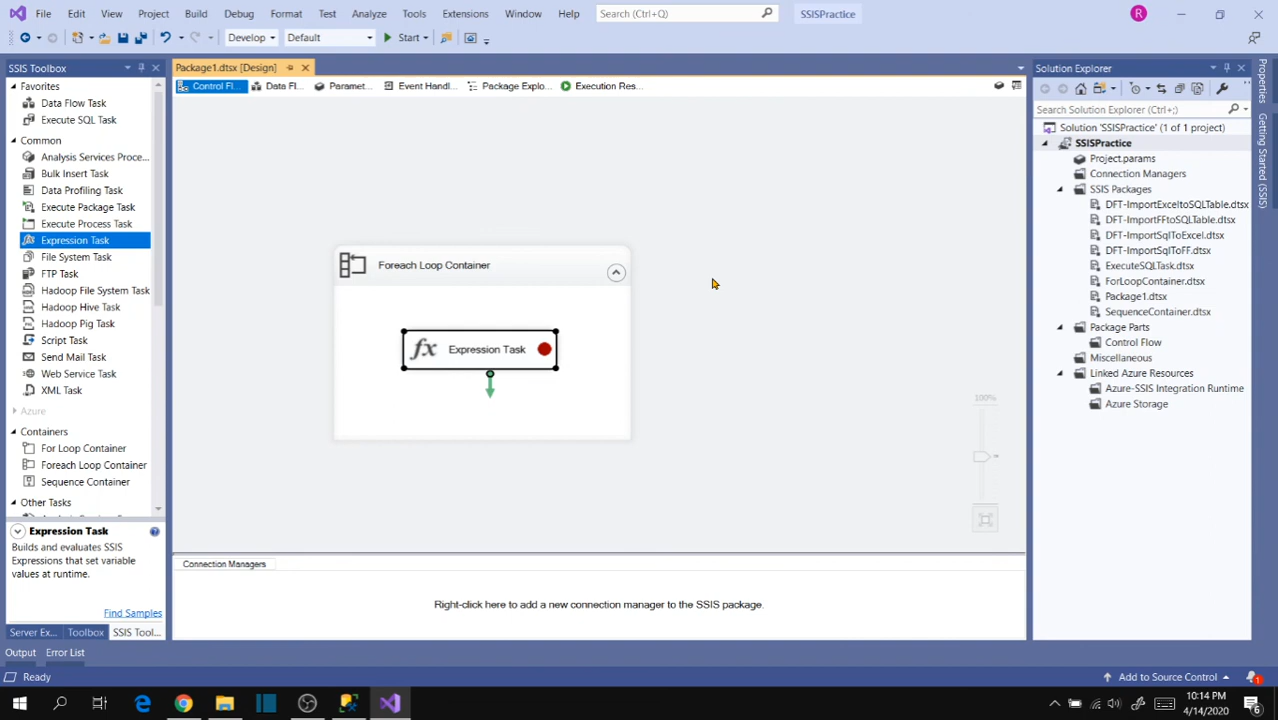 File Edit View Project Build Debug Format Test Analyze Tools Extensions Window Help Search (Ctrl+Q) SSISPractice R
Develop Default Start
SSIS Toolbox
Favorites
Data Flow Task
Execute SQL Task
Common
Analysis Services Proce...
Bulk Insert Task
Data Profiling Task
Execute Package Task
Execute Process Task
Expression Task
File System Task
FTP Task
Hadoop File System Task
Hadoop Hive Task
Hadoop Pig Task
Script Task
Send Mail Task
Web Service Task
XML Task
Azure
Containers
For Loop Container
Foreach Loop Container
Sequence Container
Other Tasks
Expression Task
Builds and evaluates SSIS
Expressions that set variable
values at runtime.
Find Samples
Server Ex... Toolbox SSIS Tool...
Package1.dtsx [Design]
Control Fl... Data Fl... Paramet... Event Handl... Package Explo... Execution Res...
Foreach Loop Container
fx Expression Task
100%
Connection Managers
Right-click here to add a new connection manager to the SSIS package.
Solution Explorer
Search Solution Explorer (Ctrl+;)
Solution 'SSISPractice' (1 of 1 project)
SSISPractice
Project.params
Connection Managers
SSIS Packages
DFT-ImportExceltoSQLTable.dtsx
DFT-ImportFFtoSQLTable.dtsx
DFT-ImportSqlToExcel.dtsx
DFT-ImportSqlToFF.dtsx
ExecuteSQLTask.dtsx
ForLoopContainer.dtsx
Package1.dtsx
SequenceContainer.dtsx
Package Parts
Control Flow
Miscellaneous
Linked Azure Resources
Azure-SSIS Integration Runtime
Azure Storage
Properties
Getting Started (SSIS)
Output Error List
Ready
Add to Source Control 1
10:14 PM
4/14/2020
6